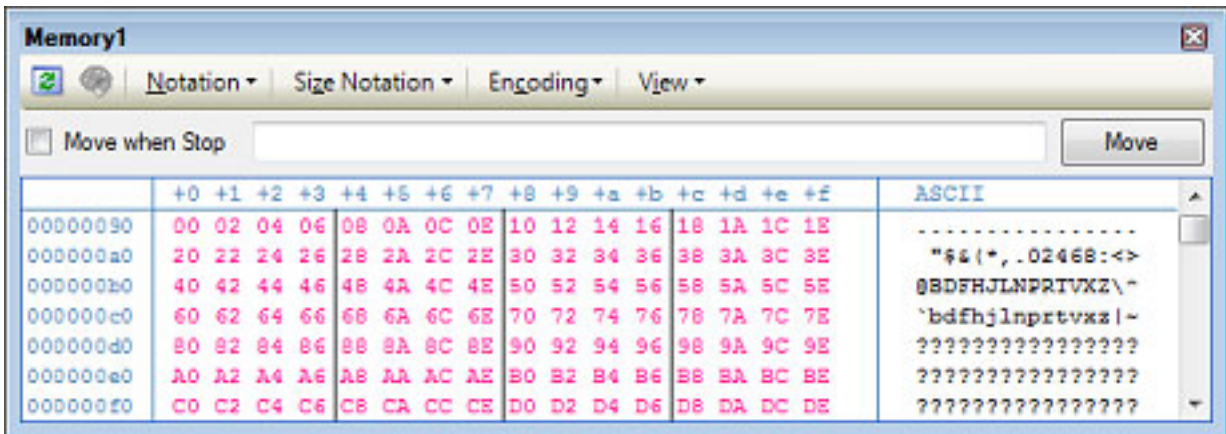 Memory1
Notation Size Notation Encoding View
Move when Stop Move
+0 +1 +2 +3 +4 +5 +6 +7 +8 +9 +a +b +c +d +e +f ASCII
00000090 00 02 04 06 08 0A 0C 0E 10 12 14 16 18 1A 1C 1E ................
000000a0 20 22 24 26 28 2A 2C 2E 30 32 34 36 38 3A 3C 3E "$&(*,.02468:<>
000000b0 40 42 44 46 48 4A 4C 4E 50 52 54 56 58 5A 5C 5E @BDFHJLNPRTVXZ\^
000000c0 60 62 64 66 68 6A 6C 6E 70 72 74 76 78 7A 7C 7E `bdfhjlnprtvxz|~
000000d0 80 82 84 86 88 8A 8C 8E 90 92 94 96 98 9A 9C 9E ????????????????
000000e0 A0 A2 A4 A6 A8 AA AC AE B0 B2 B4 B6 B8 BA BC BE ????????????????
000000f0 C0 C2 C4 C6 C8 CA CC CE D0 D2 D4 D6 D8 DA DC DE ????????????????